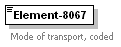 Element-8067
Mode of transport, coded